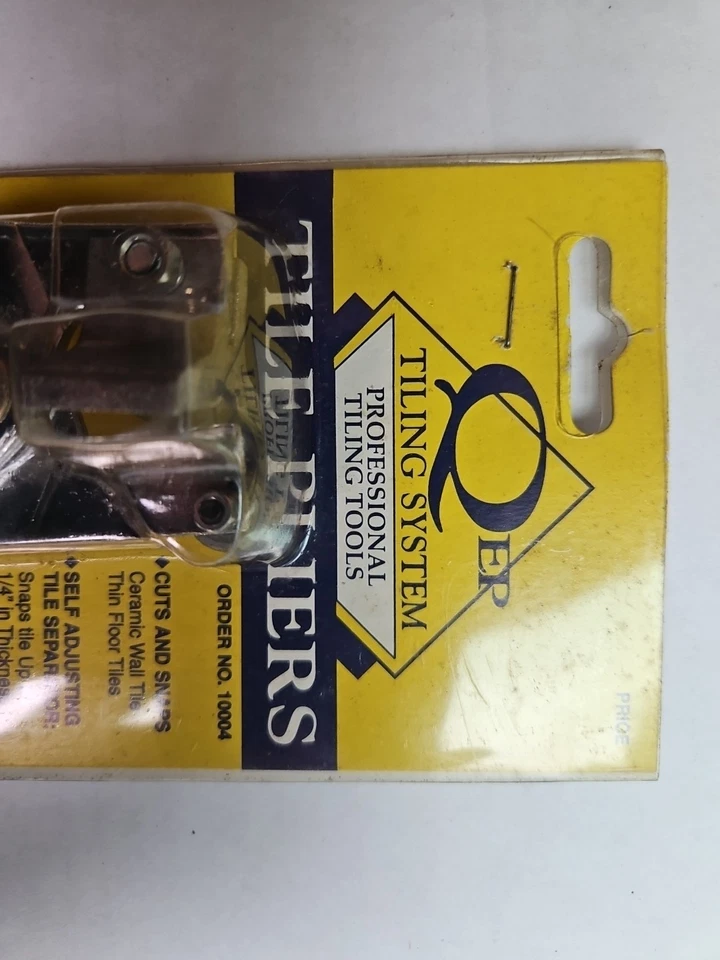 PRICE
QEP
TILING SYSTEM
PROFESSIONAL
TILING TOOLS
TILE PLIERS
ORDER NO. 10004
◆CUTS AND SNAPS
Ceramic Wall Tile
Thin Floor Tiles
◆SELF ADJUSTING
TILE SEPARATOR:
Snaps tile Up
1/4" in Thickness